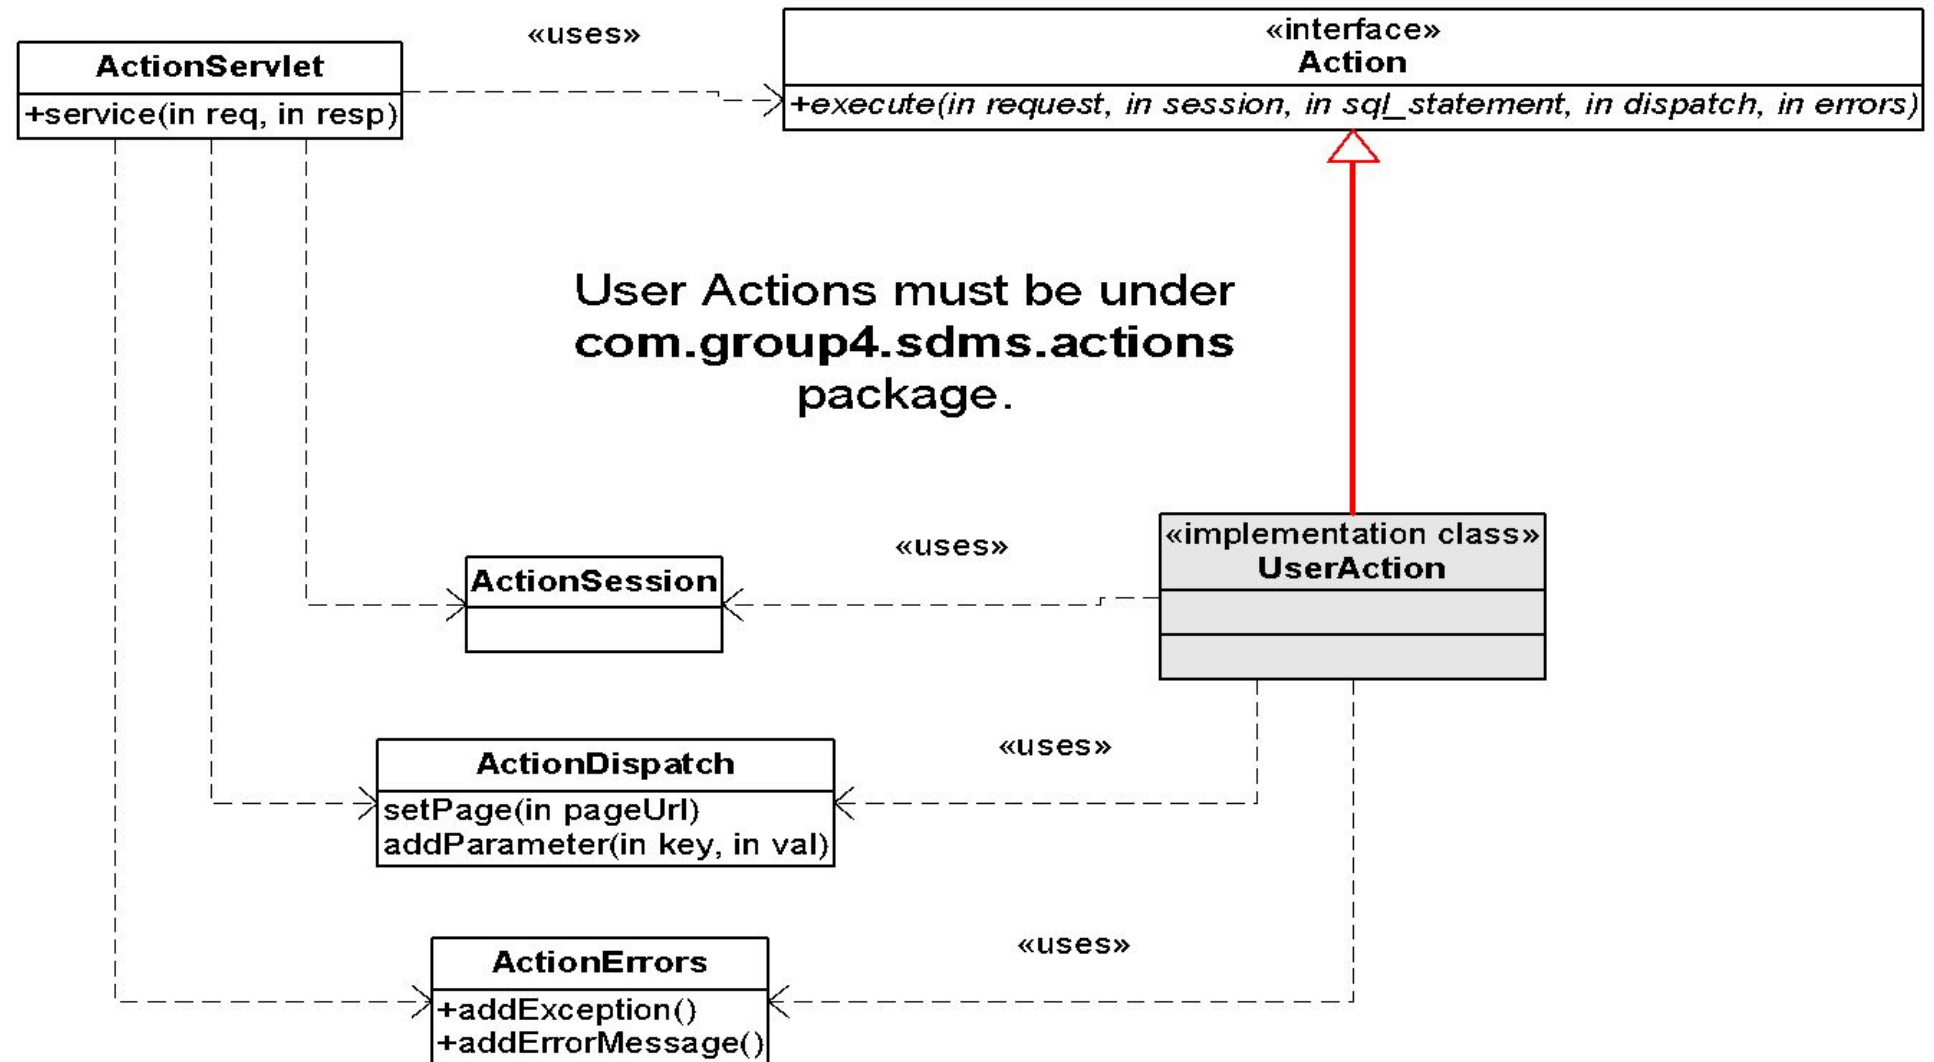 «uses»
«interface»
Action
+execute(in request, in session, in sql_statement, in dispatch, in errors)
ActionServlet
+service(in req, in resp)
User Actions must be under
com.group4.sdms.actions
package.
«implementation class»
UserAction
«uses»
ActionSession
«uses»
ActionDispatch
setPage(in pageUrl)
addParameter(in key, in val)
«uses»
ActionErrors
+addException()
+addErrorMessage()